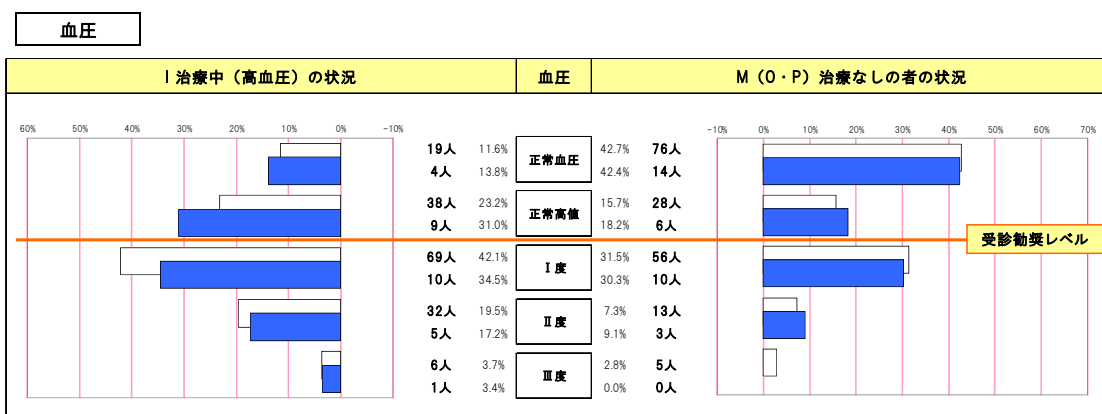 血圧
Ⅰ治療中（高血圧）の状況 血圧 M（O・P）治療なしの者の状況
60% 50% 40% 30% 20% 10% 0% -10% -10% 0% 10% 20% 30% 40% 50% 60% 70%
19人 11.6% 正常血圧 42.7% 76人
4人 13.8% 42.4% 14人
38人 23.2% 正常高値 15.7% 28人
9人 31.0% 18.2% 6人
受診勧奨レベル
69人 42.1% Ⅰ度 31.5% 56人
10人 34.5% 30.3% 10人
32人 19.5% Ⅱ度 7.3% 13人
5人 17.2% 9.1% 3人
6人 3.7% Ⅲ度 2.8% 5人
1人 3.4% 0.0% 0人